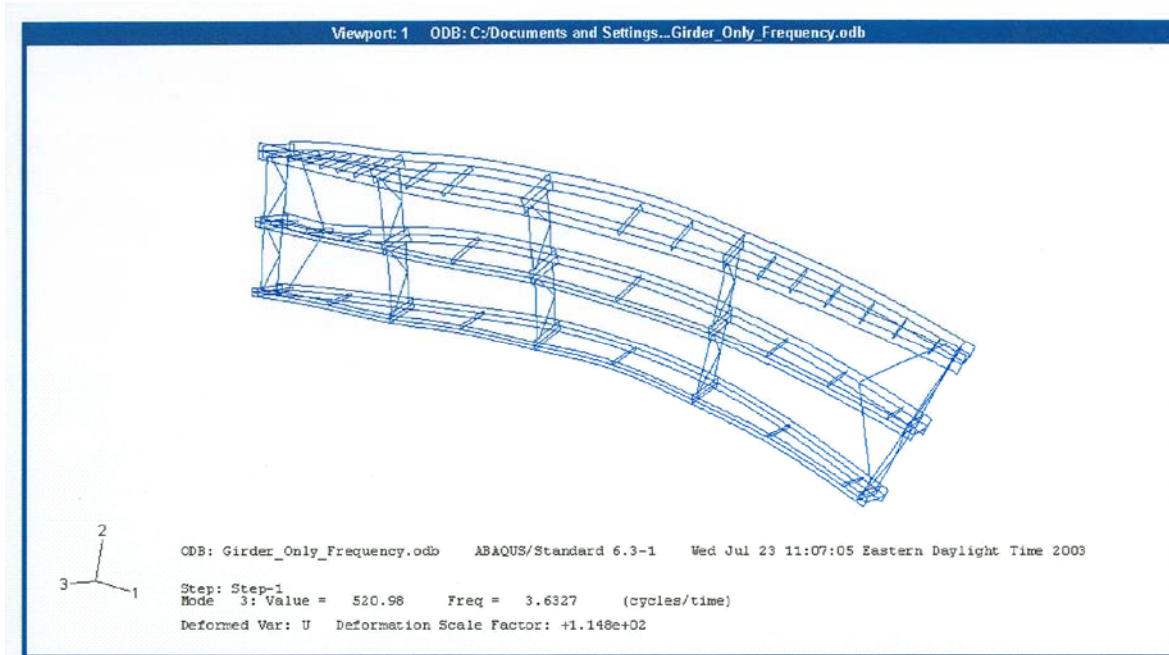 Viewport: 1 ODB: C:/Documents and Settings...Girder_Only_Frequency.odb
2
3
1
ODB: Girder_Only_Frequency.odb ABAQUS/Standard 6.3-1 Wed Jul 23 11:07:05 Eastern Daylight Time 2003
Step: Step-1
Mode 3: Value = 520.98 Freq = 3.6327 (cycles/time)
Deformed Var: U Deformation Scale Factor: +1.148e+02